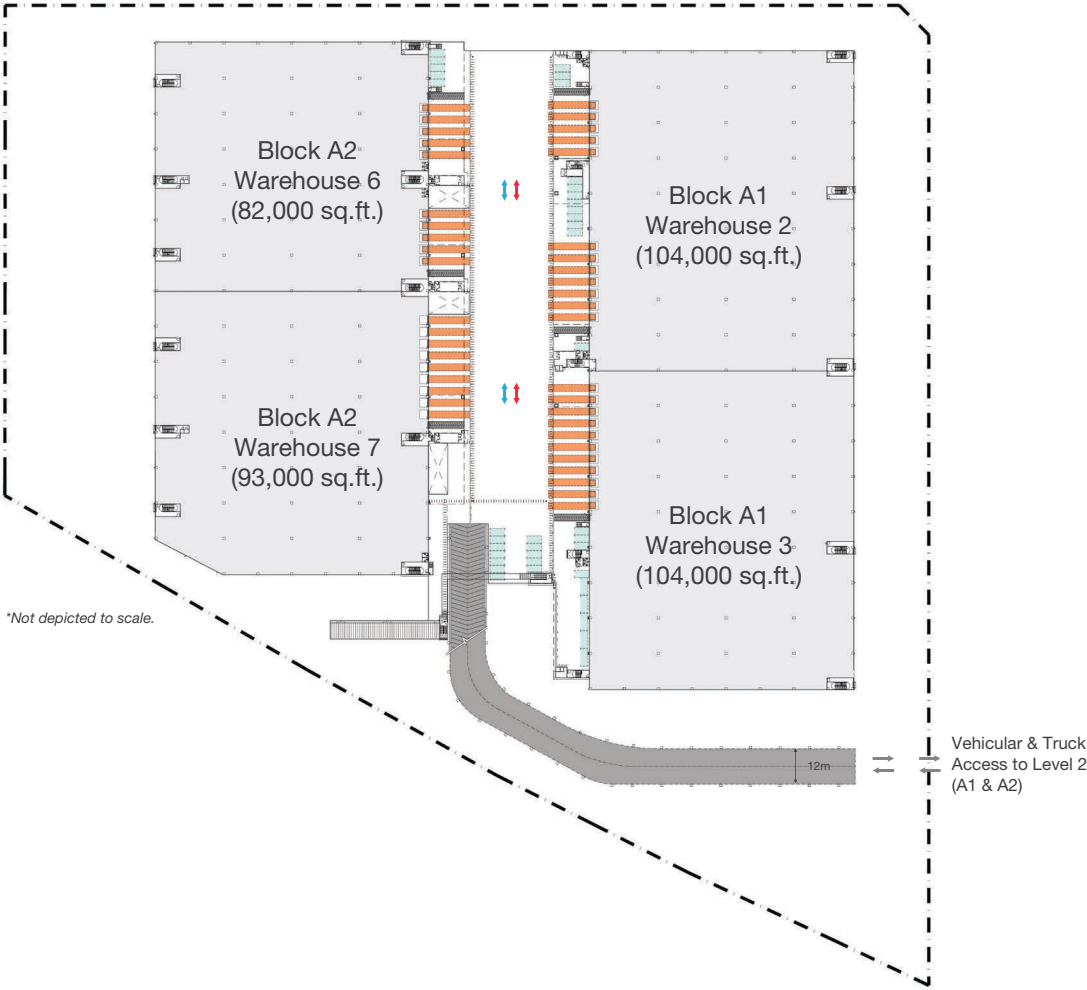 Block A2
Warehouse 6
(82,000 sq.ft.)
Block A1
Warehouse 2
(104,000 sq.ft.)
Block A2
Warehouse 7
(93,000 sq.ft.)
Block A1
Warehouse 3
(104,000 sq.ft.)
*Not depicted to scale.
12m
Vehicular & Truck
Access to Level 2
(A1 & A2)